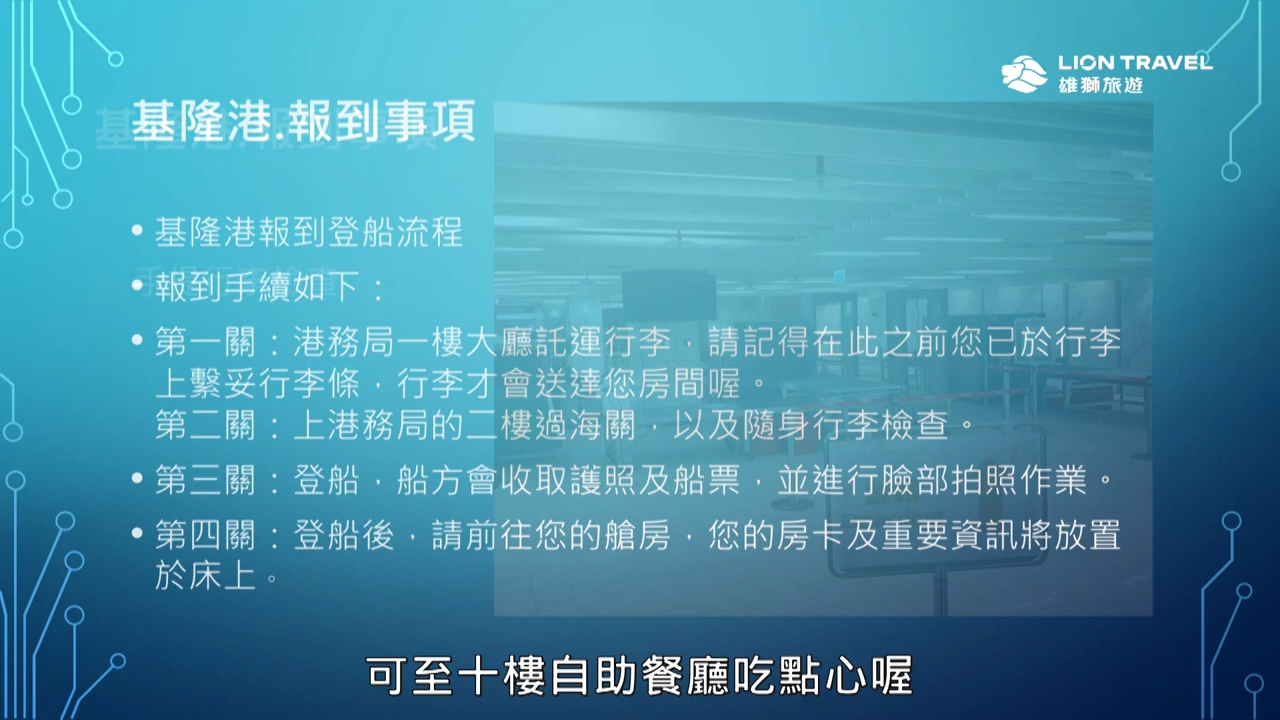 LION TRAVEL
雄獅旅遊
基隆港.報到事項
• 基隆港報到登船流程
• 報到手續如下：
• 第一關：港務局一樓大廳託運行李，請記得在此之前您已於行李
上繫妥行李條，行李才會送達您房間喔。
第二關：上港務局的二樓過海關，以及隨身行李檢查。
• 第三關：登船，船方會收取護照及船票，並進行臉部拍照作業。
• 第四關：登船後，請前往您的艙房，您的房卡及重要資訊將放置
於床上。
可至十樓自助餐廳吃點心喔